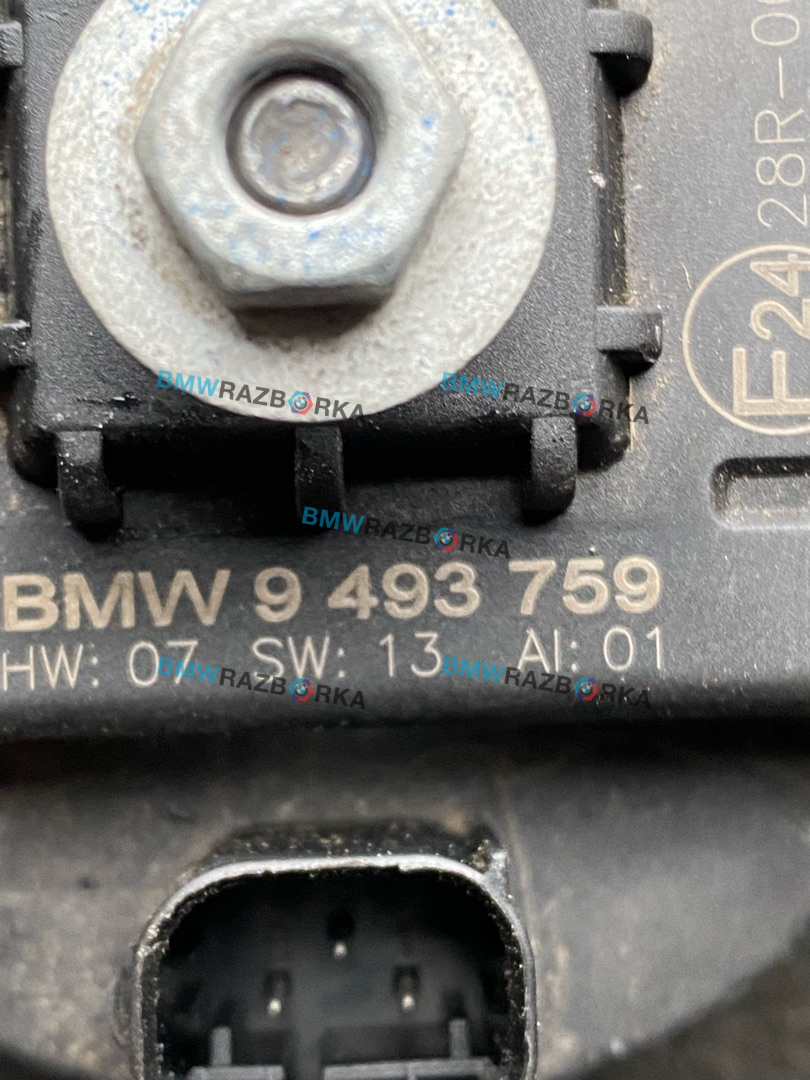 28R-0
E24
BMWRAZBORKA
BMWRAZBORKA
BMWRAZBORKA
BMW 9 493 759
HW: 07 SW: 13 AI: 01
BMWRAZBORKA
BMWRAZBORKA